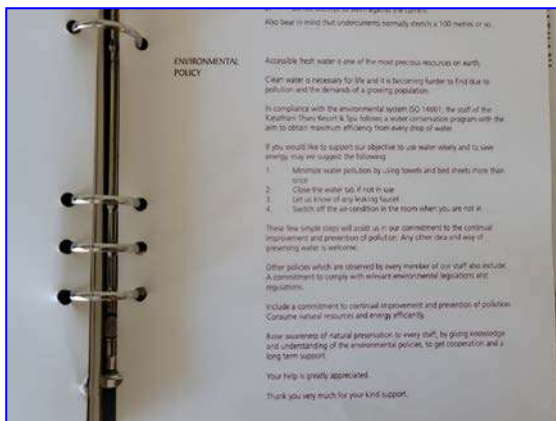 Also bear in mind that undercurrents normally stretch a 100 metres or so.
ENVIRONMENTAL
POLICY
Accessible fresh water is one of the most precious resources on earth.
Clean water is necessary for life and it is becoming harder to find due to
pollution and the demands of a growing population.
In compliance with the environmental system ISO 14001, the staff of the
Katathani Thani Resort & Spa follows a water conservation program with the
aim to obtain maximum efficiency from every drop of water.
If you would like to support our objective to use water wisely and to save
energy, may we suggest the following
1. Minimize water pollution by using towels and bed sheets more than
once
2. Close the water tab if not in use
3. Let us know of any leaking faucet
4. Switch off the air-condition in the room when you are not in
These few simple steps will assist us in our commitment to the continual
improvement and prevention of pollution. Any other idea and way of
preserving water is welcome.
Other policies which are observed by every member of our staff also include:
A commitment to comply with relevant environmental legislations and
regulations.
Include a commitment to continual improvement and prevention of pollution
Consume natural resources and energy efficiently.
Raise awareness of natural preservation to every staff, by giving knowledge
and understanding of the environmental policies, to get cooperation and a
long term support.
Your help is greatly appreciated.
Thank you very much for your kind support.